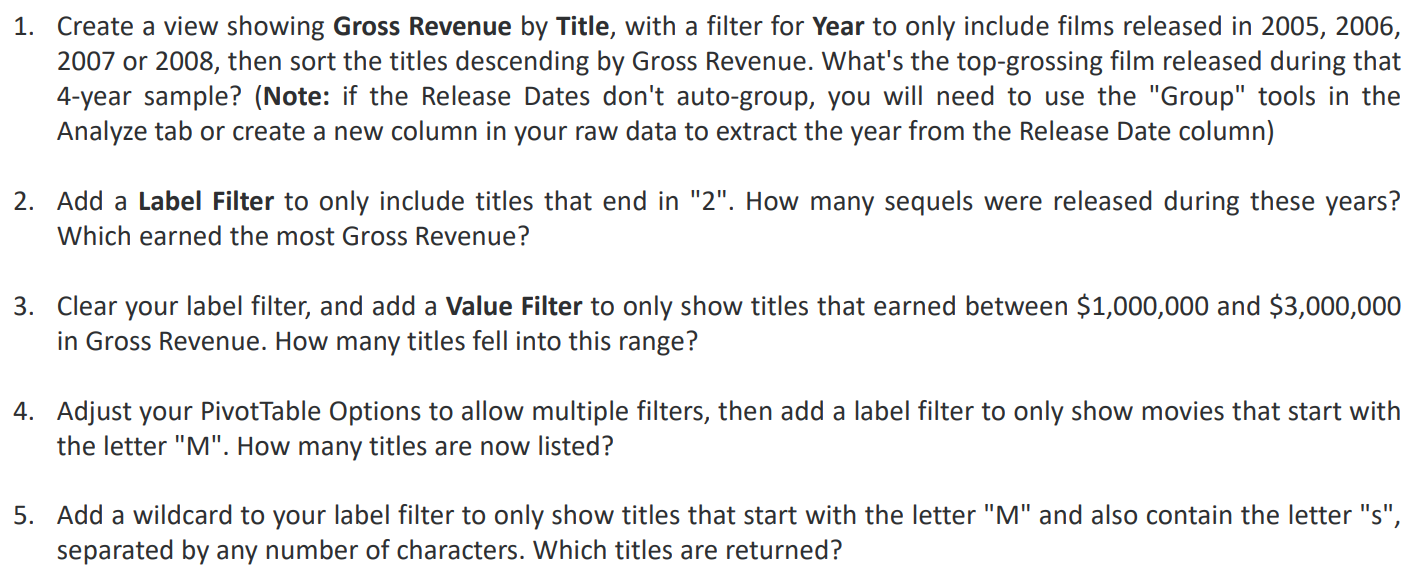 1. Create a view showing Gross Revenue by Title, with a filter for Year to only include films released in 2005, 2006,
2007 or 2008, then sort the titles descending by Gross Revenue. What's the top-grossing film released during that
4-year sample? (Note: if the Release Dates don't auto-group, you will need to use the "Group" tools in the
Analyze tab or create a new column in your raw data to extract the year from the Release Date column)
2. Add a Label Filter to only include titles that end in "2". How many sequels were released during these years?
Which earned the most Gross Revenue?
3. Clear your label filter, and add a Value Filter to only show titles that earned between $1,000,000 and $3,000,000
in Gross Revenue. How many titles fell into this range?
4. Adjust your PivotTable Options to allow multiple filters, then add a label filter to only show movies that start with
the letter "M". How many titles are now listed?
5. Add a wildcard to your label filter to only show titles that start with the letter "M" and also contain the letter "s",
separated by any number of characters. Which titles are returned?